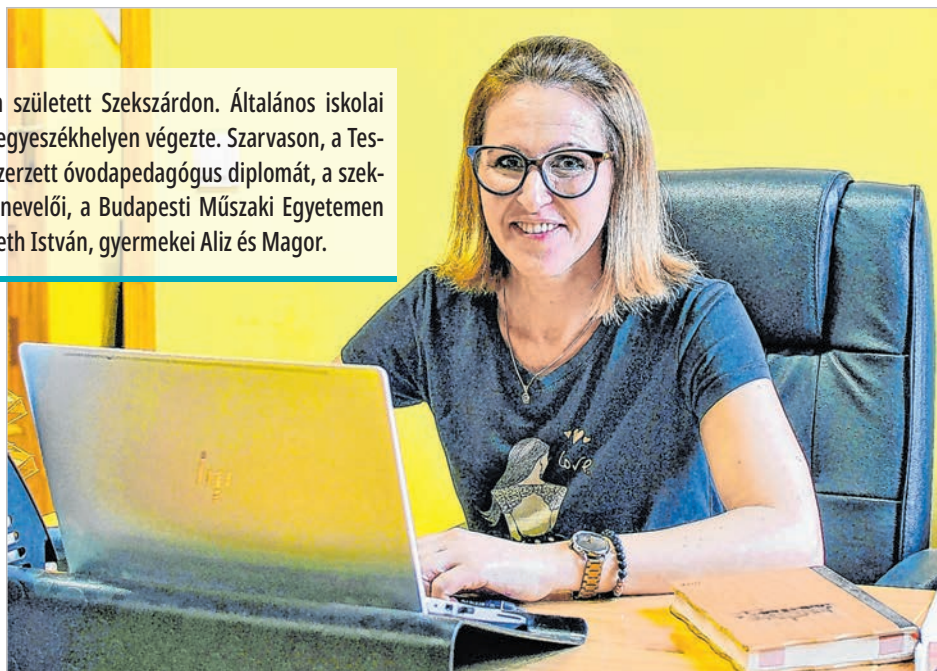 született Szekszárdon. Általános iskolai
egyeszékhelyen végezte. Szarvason, a Tes-
zerzett óvodapedagógus diplomát, a szek-
nevelői, a Budapesti Műszaki Egyetemen
eth István, gyermekei Aliz és Magor.
love
hp